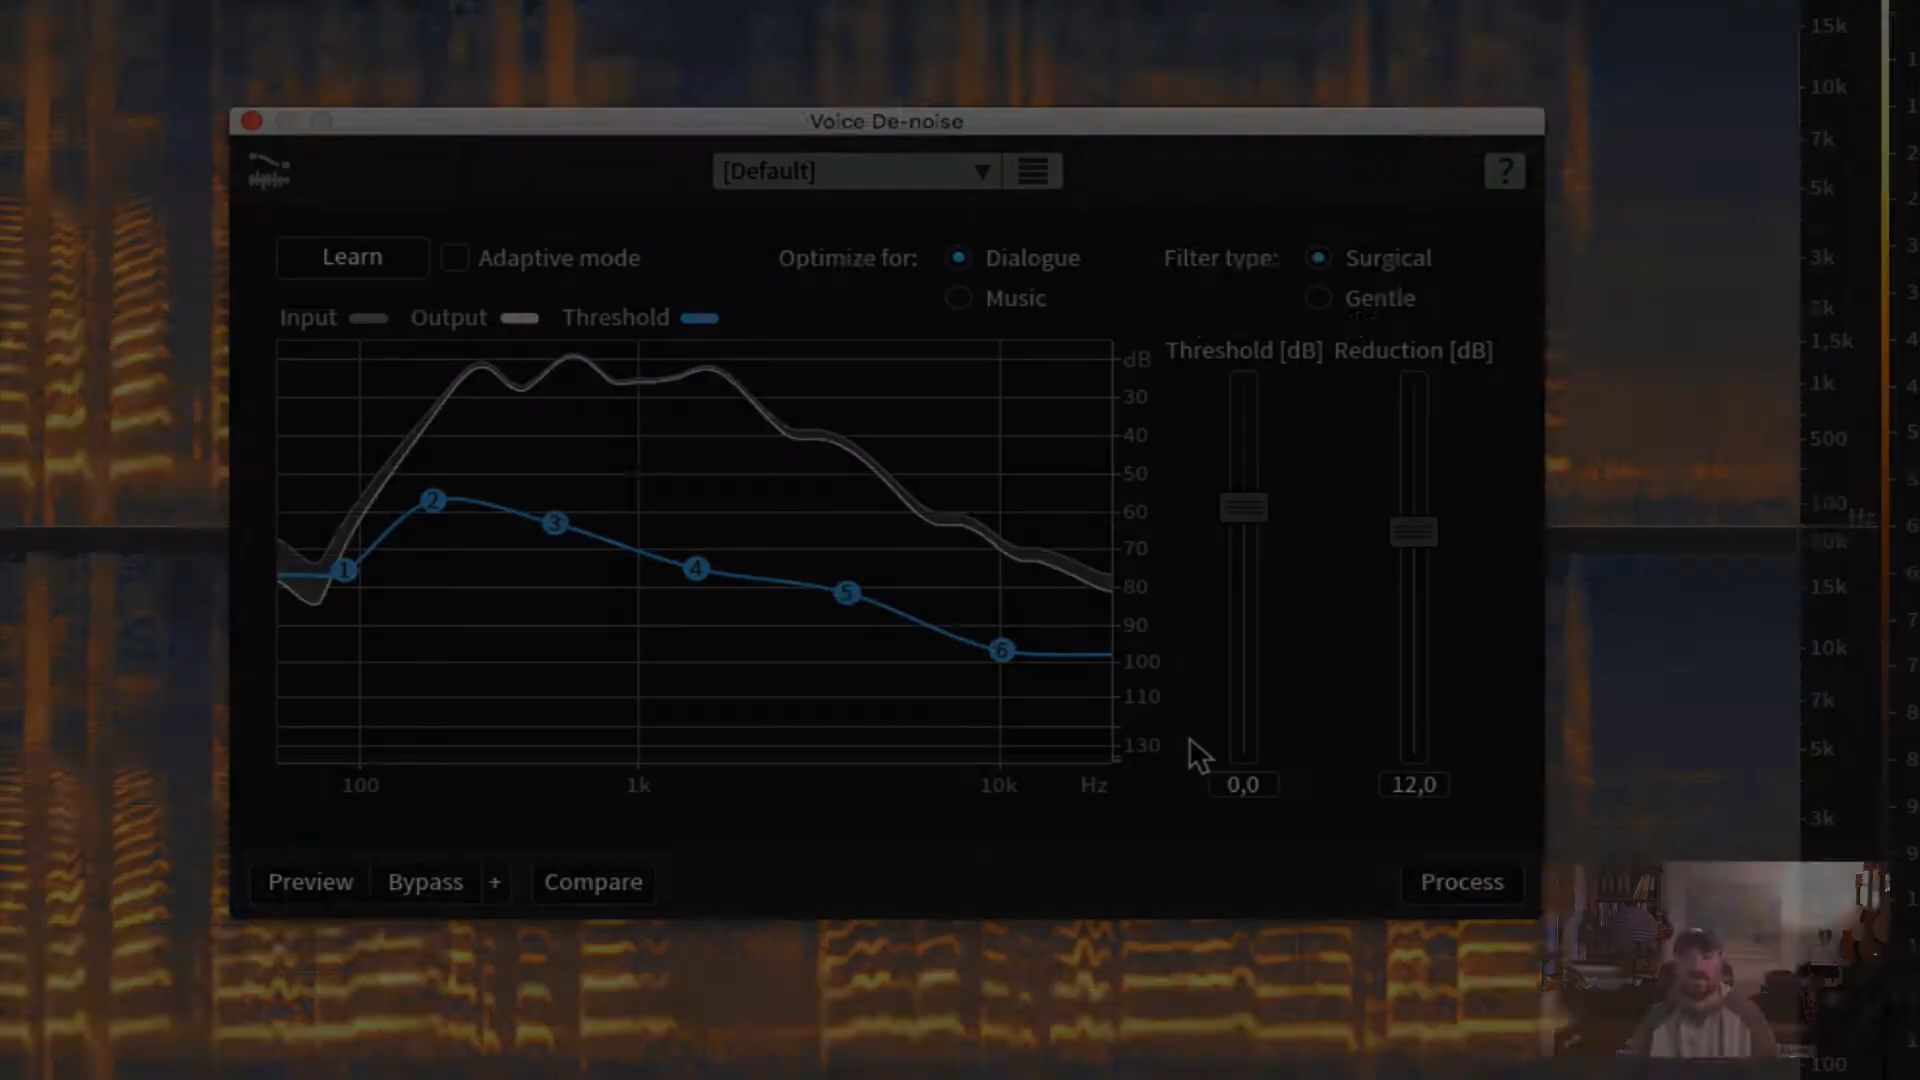 Voice De-noise
[Default]
?
Learn
Adaptive mode
Optimize for:
Dialogue
Music
Filter type:
Surgical
Gentle
Input
Output
Threshold
Threshold [dB]
Reduction [dB]
dB
30
40
50
60
70
80
90
100
110
130
1
2
3
4
5
6
100
1k
10k
Hz
0,0
12,0
Preview
Bypass
+
Compare
Process
15k
10k
7k
5k
3k
1,5k
1k
500
100
Hz
15k
10k
7k
5k
3k
100